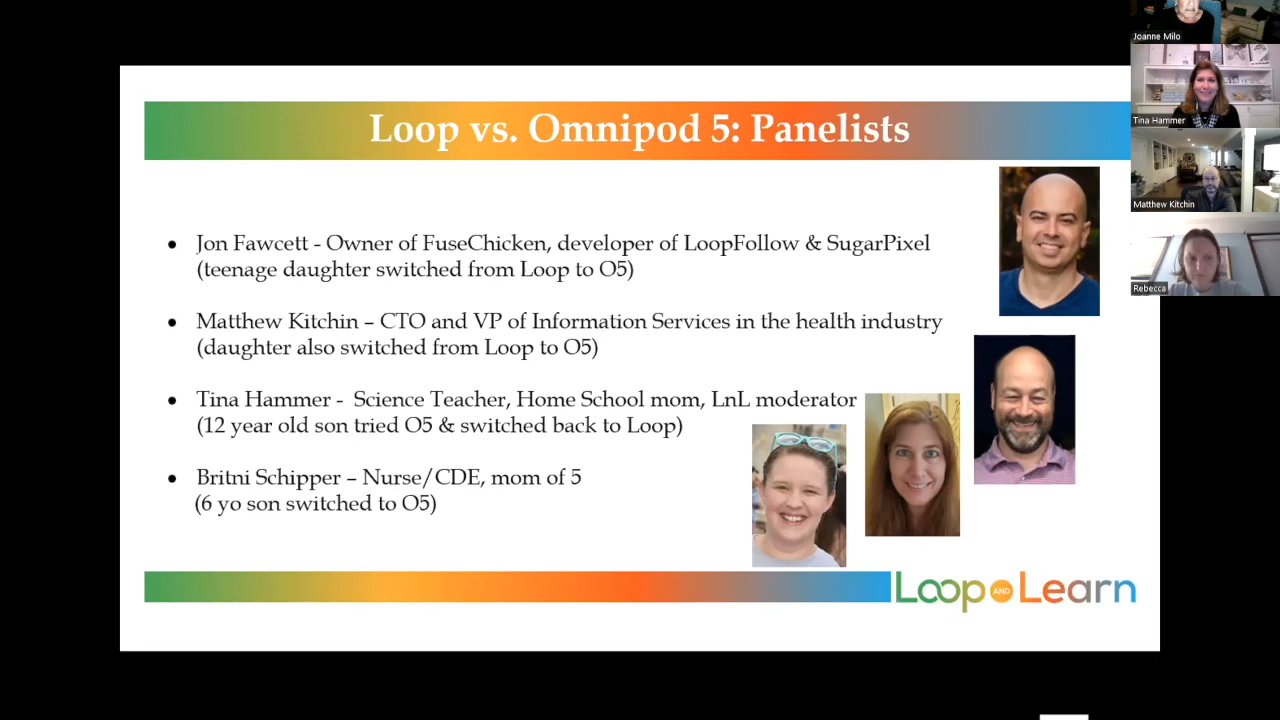 Loop vs. Omnipod 5: Panelists
• Jon Fawcett - Owner of FuseChicken, developer of LoopFollow & SugarPixel
(teenage daughter switched from Loop to O5)
• Matthew Kitchin – CTO and VP of Information Services in the health industry
(daughter also switched from Loop to O5)
• Tina Hammer - Science Teacher, Home School mom, LnL moderator
(12 year old son tried O5 & switched back to Loop)
• Britni Schipper – Nurse/CDE, mom of 5
(6 yo son switched to O5)
Loop AND Learn
Joanne Milo
Tina Hammer
Matthew Kitchin
Rebecca